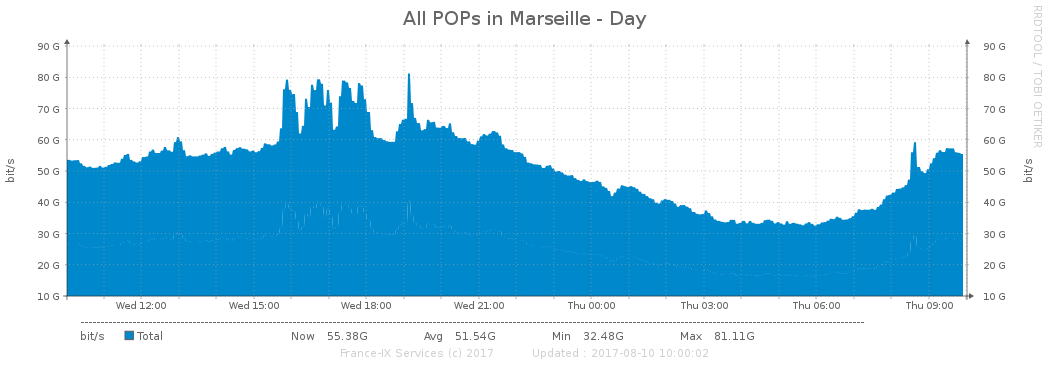 All POPs in Marseille - Day
RRDTOOL / TOBI OETIKER
90 G 90 G
80 G 80 G
70 G 70 G
60 G 60 G
50 G 50 G
40 G 40 G
30 G 30 G
20 G 20 G
10 G 10 G
bit/s bit/s
Wed 12:00 Wed 15:00 Wed 18:00 Wed 21:00 Thu 00:00 Thu 03:00 Thu 06:00 Thu 09:00
bit/s Total Now 55.38G Avg 51.54G Min 32.48G Max 81.11G
France-IX Services (c) 2017 Updated : 2017-08-10 10:00:02